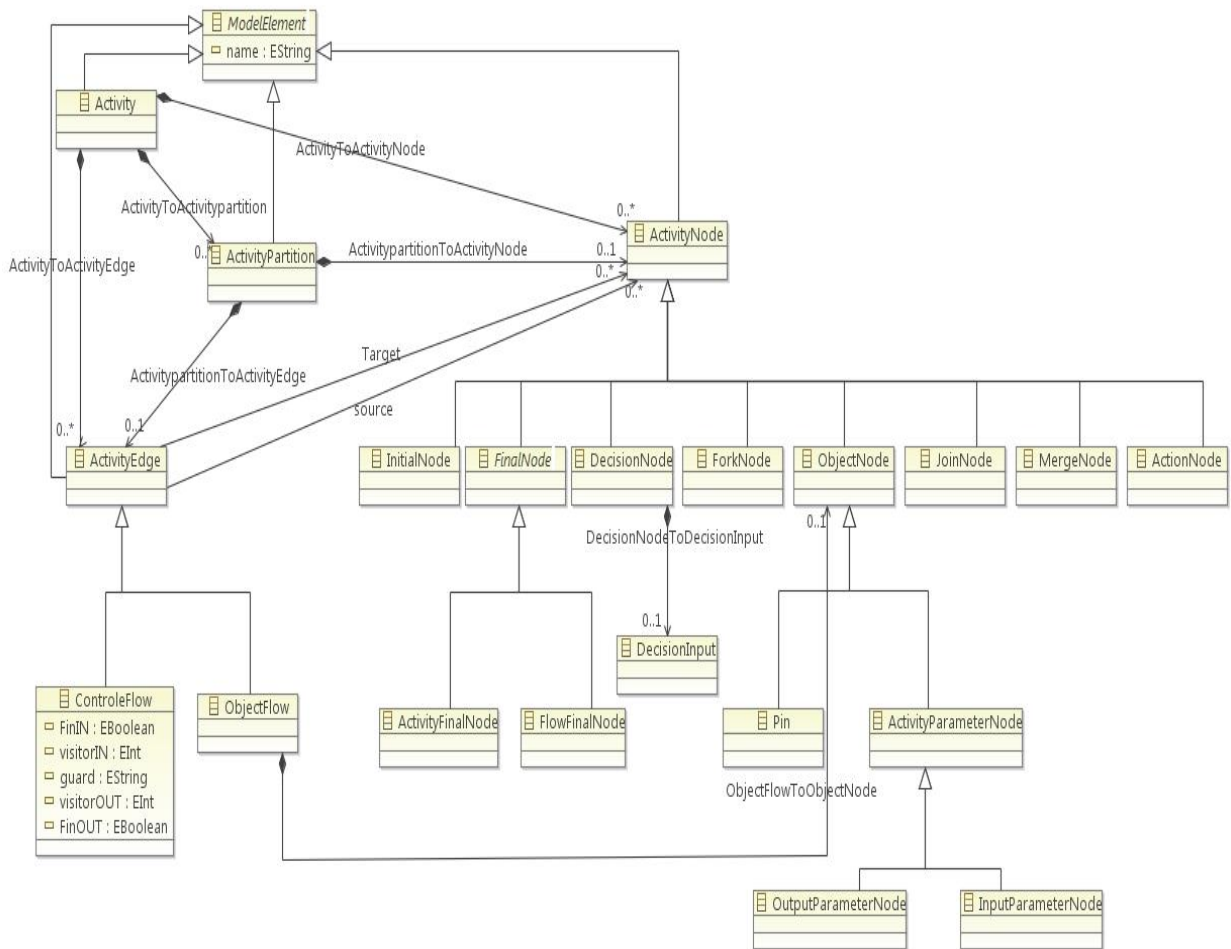 ModelElement
name : EString
Activity
ActivityToActivityNode
ActivityToActivitypartition
0..*
0..*
ActivityNode
ActivityPartition
ActivitypartitionToActivityNode
0..1
ActivityToActivityEdge
0..*
0..*
Target
ActivitypartitionToActivityEdge
source
0..*
0..1
ActivityEdge
InitialNode
FinalNode
DecisionNode
ForkNode
ObjectNode
JoinNode
MergeNode
ActionNode
0..1
DecisionNodeToDecisionInput
0..1
DecisionInput
ControleFlow
FinIN : EBoolean
visitorIN : EInt
guard : EString
visitorOUT : EInt
FinOUT : EBoolean
ObjectFlow
ActivityFinalNode
FlowFinalNode
Pin
ActivityParameterNode
ObjectFlowToObjectNode
OutputParameterNode
InputParameterNode